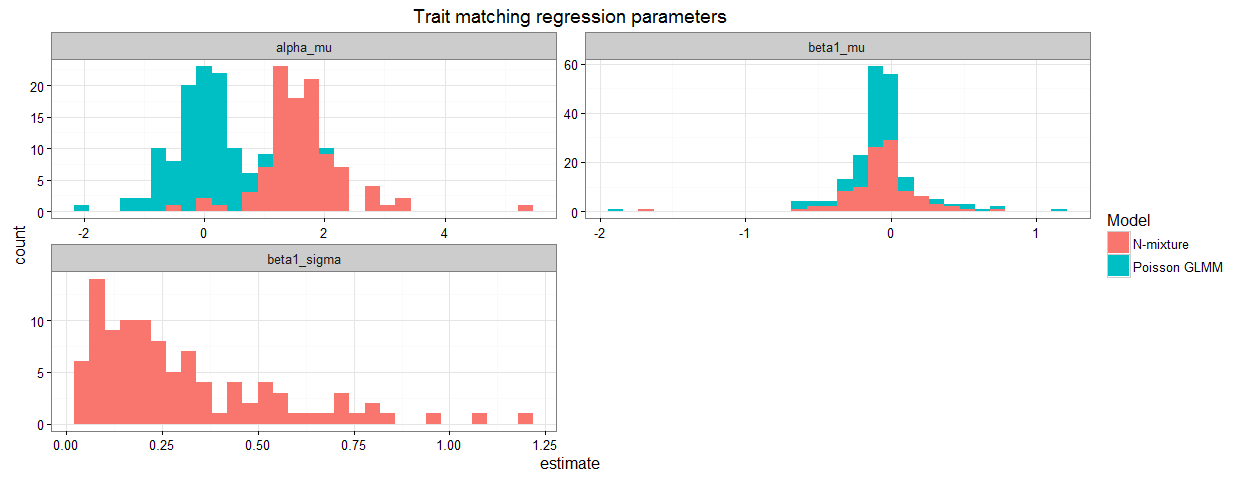 Trait matching regression parameters
alpha_mu
beta1_mu
20
15
10
5
0
60
40
20
0
-2
0
2
4
-2
-1
0
1
count
beta1_sigma
10
5
0
0.00
0.25
0.50
0.75
1.00
1.25
estimate
Model
N-mixture
Poisson GLMM